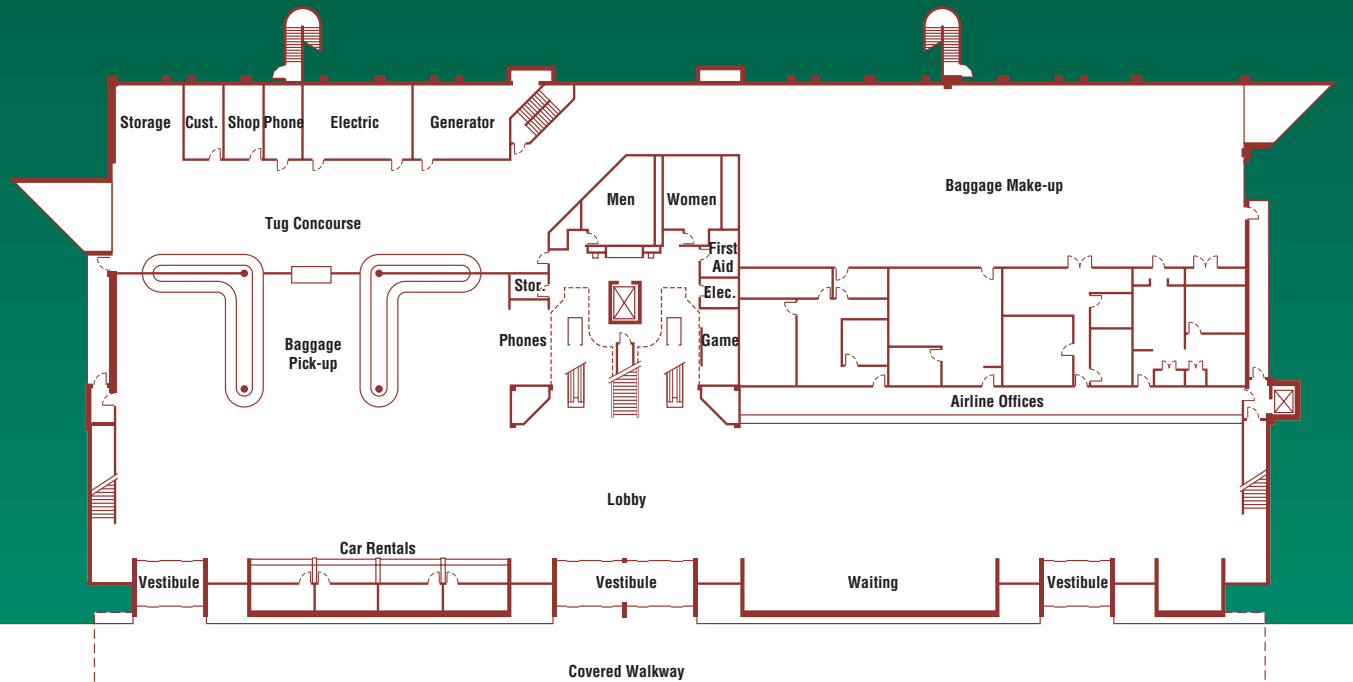 Storage
Cust.
Shop
Phone
Electric
Generator
Men
Women
Baggage Make-up
Tug Concourse
First
Aid
Stor.
Elec.
Phones
Game
Baggage
Pick-up
Airline Offices
Lobby
Car Rentals
Vestibule
Vestibule
Waiting
Vestibule
Covered Walkway